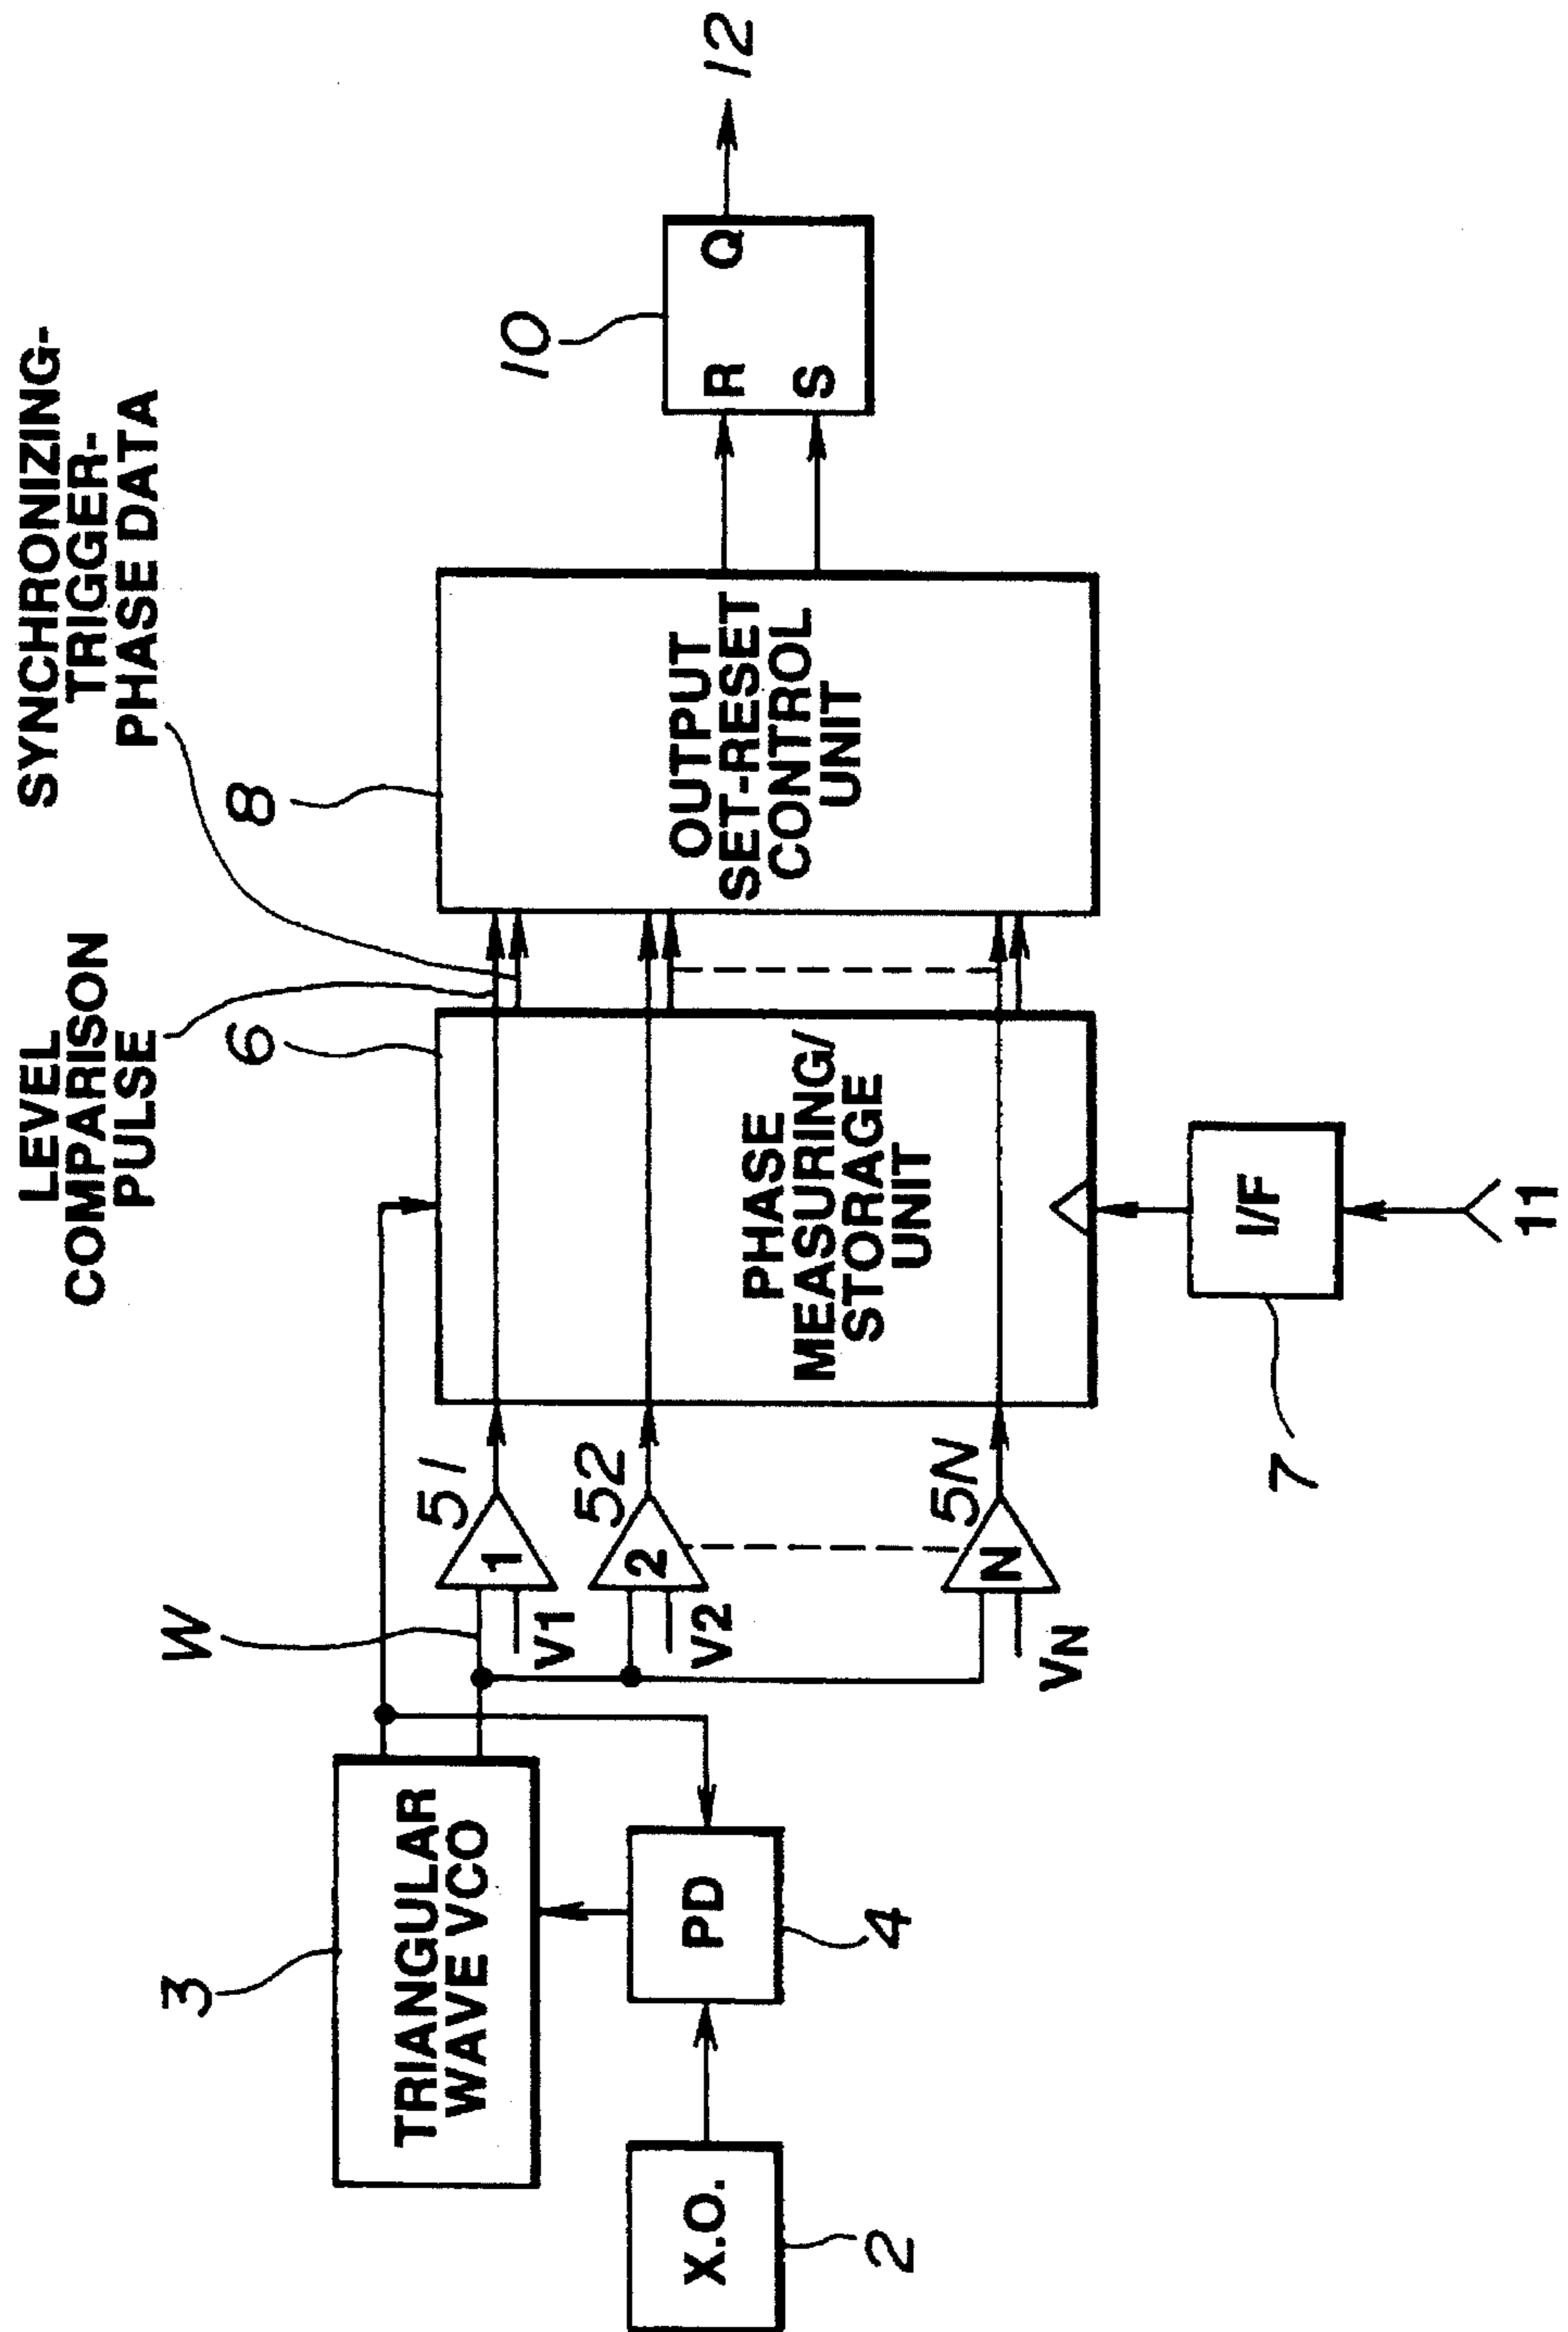 LEVEL
COMPARISON
PULSE
SYNCHRONIZING-
TRIGGER-
PHASE DATA
3
W
6
8
TRIANGULAR
WAVE VCO
51
1
V1
52
2
V2
5N
N
VN
PHASE
MEASURING/
STORAGE
UNIT
OUTPUT
SET-RESET
CONTROL
UNIT
10
R
Q
S
12
X.O.
2
PD
4
I/F
7
11